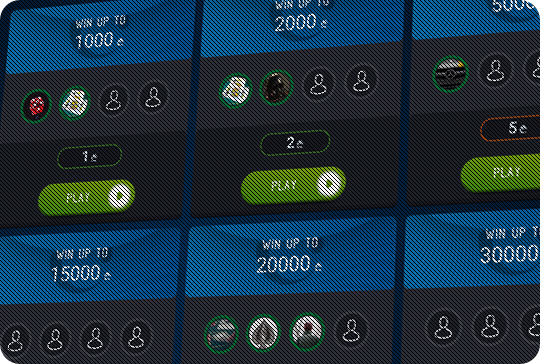 WIN UP TO
1000 ¢
WIN UP TO
2000 ¢
5000
1 ¢
2 ¢
5 ¢
PLAY
PLAY
PLAY
WIN UP TO
15000 ¢
WIN UP TO
20000 ¢
WIN UP TO
30000